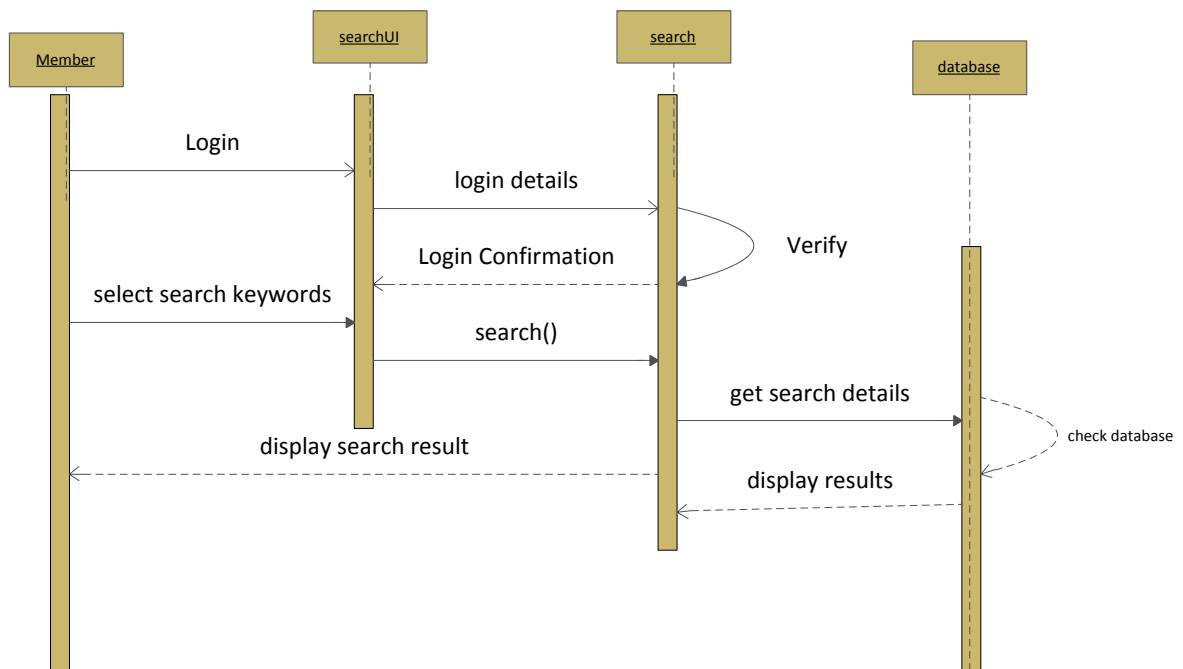 searchUI
search
Member
database
Login
login details
Verify
Login Confirmation
select search keywords
search()
get search details
check database
display search result
display results